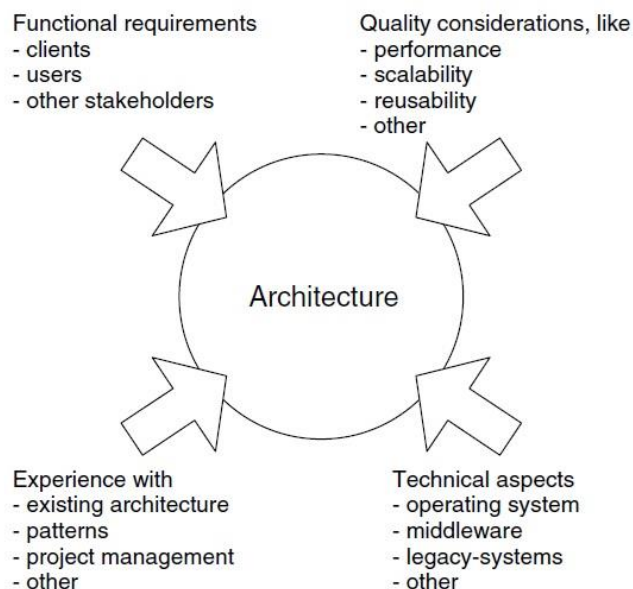 Functional requirements
- clients
- users
- other stakeholders
Quality considerations, like
- performance
- scalability
- reusability
- other
Architecture
Experience with
- existing architecture
- patterns
- project management
- other
Technical aspects
- operating system
- middleware
- legacy-systems
- other